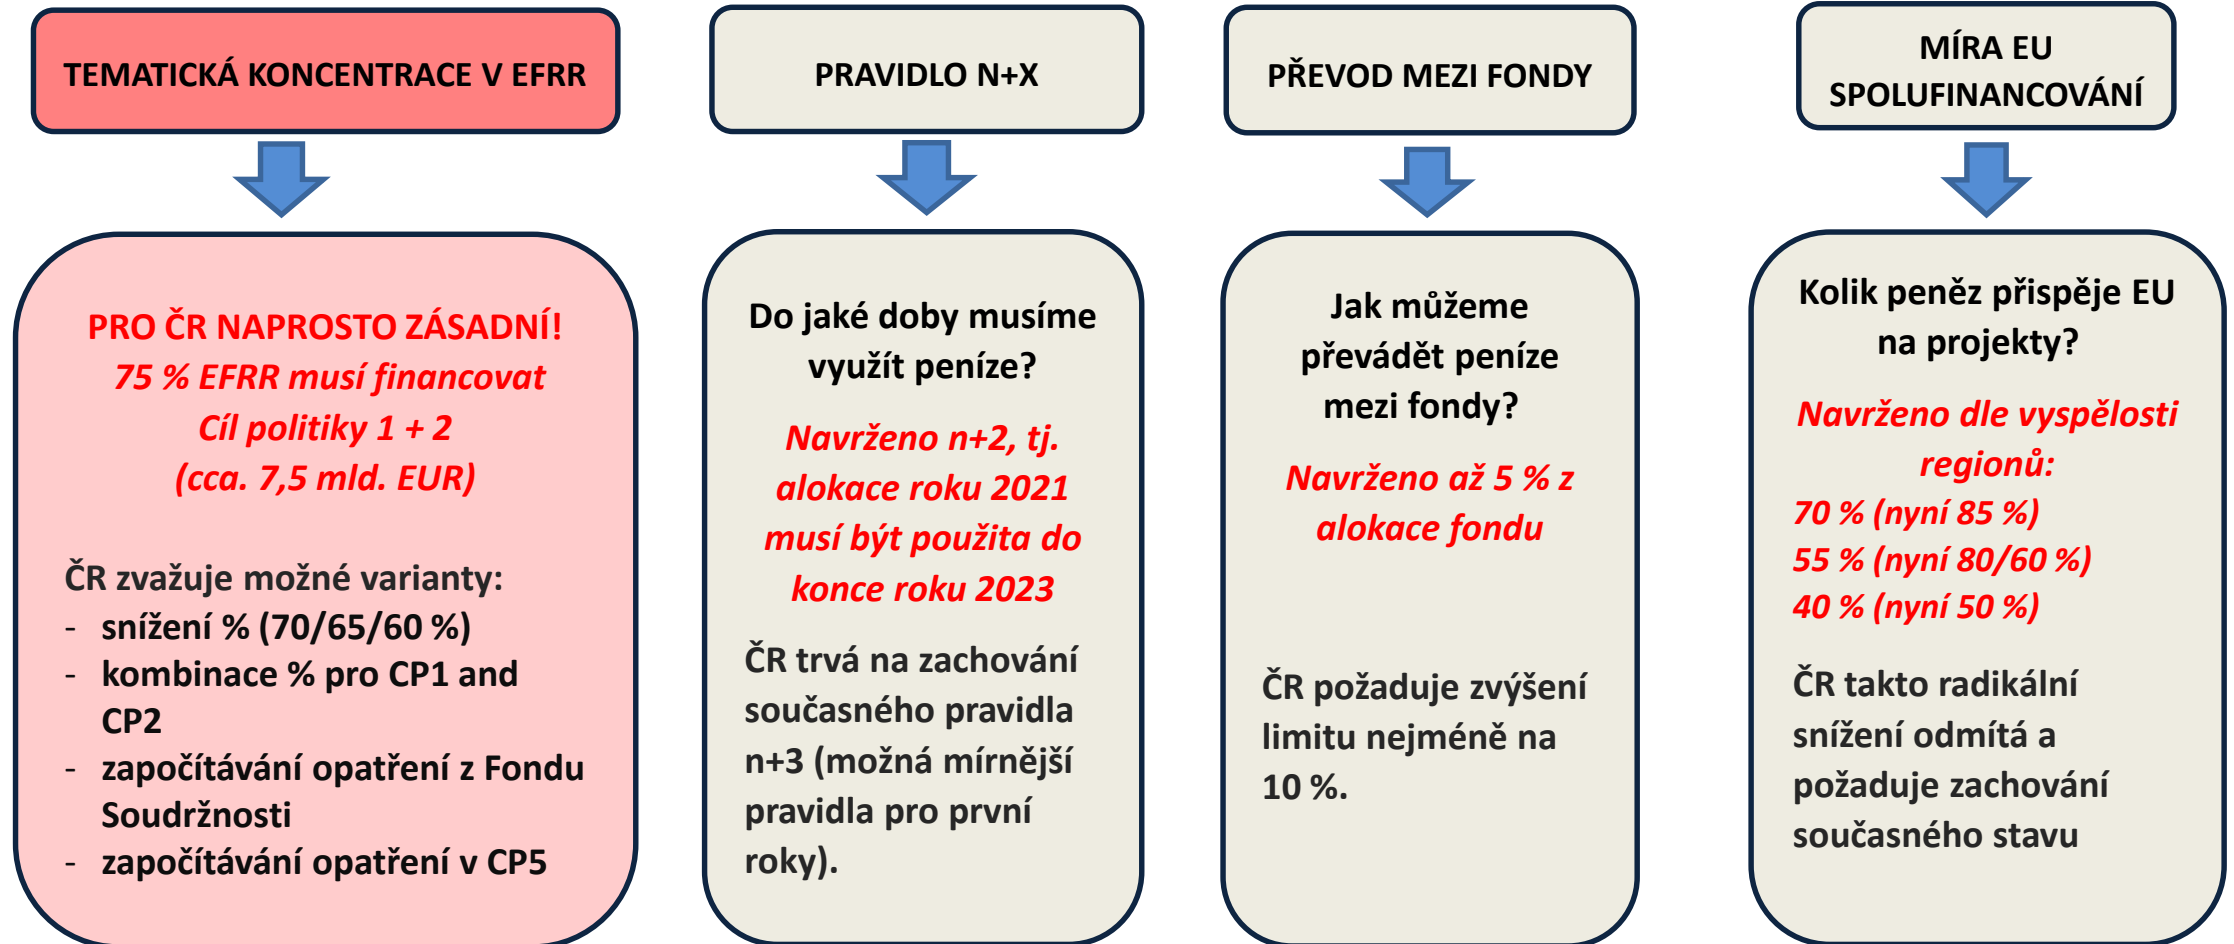 TEMATICKÁ KONCENTRACE V EFRR
PRO ČR NAPROSTO ZÁSADNÍ!
75 % EFRR musí financovat
Cíl politiky 1 + 2
(cca. 7,5 mld. EUR)
ČR zvažuje možné varianty:
- snížení % (70/65/60 %)
- kombinace % pro CP1 and
CP2
- započítávání opatření z Fondu
Soudržnosti
- započítávání opatření v CP5
PRAVIDLO N+X
Do jaké doby musíme
využít peníze?
Navrženo n+2, tj.
alokace roku 2021
musí být použita do
konce roku 2023
ČR trvá na zachování
současného pravidla
n+3 (možná mírnější
pravidla pro první
roky).
PŘEVOD MEZI FONDY
Jak můžeme
převádět peníze
mezi fondy?
Navrženo až 5 % z
alokace fondu
ČR požaduje zvýšení
limitu nejméně na
10 %.
MÍRA EU
SPOLUFINANCOVÁNÍ
Kolik peněz přispěje EU
na projekty?
Navrženo dle vyspělosti
regionů:
70 % (nyní 85 %)
55 % (nyní 80/60 %)
40 % (nyní 50 %)
ČR takto radikální
snížení odmítá a
požaduje zachování
současného stavu